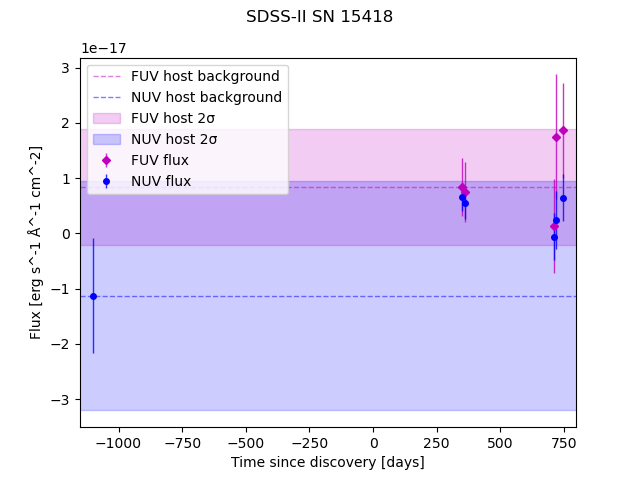 SDSS-II SN 15418
1e−17
FUV host background
NUV host background
FUV host 2σ
NUV host 2σ
FUV flux
NUV flux
3
2
1
0
−1
−2
−3
Flux [erg s^-1 Å^-1 cm^-2]
−1000 −750 −500 −250 0 250 500 750
Time since discovery [days]